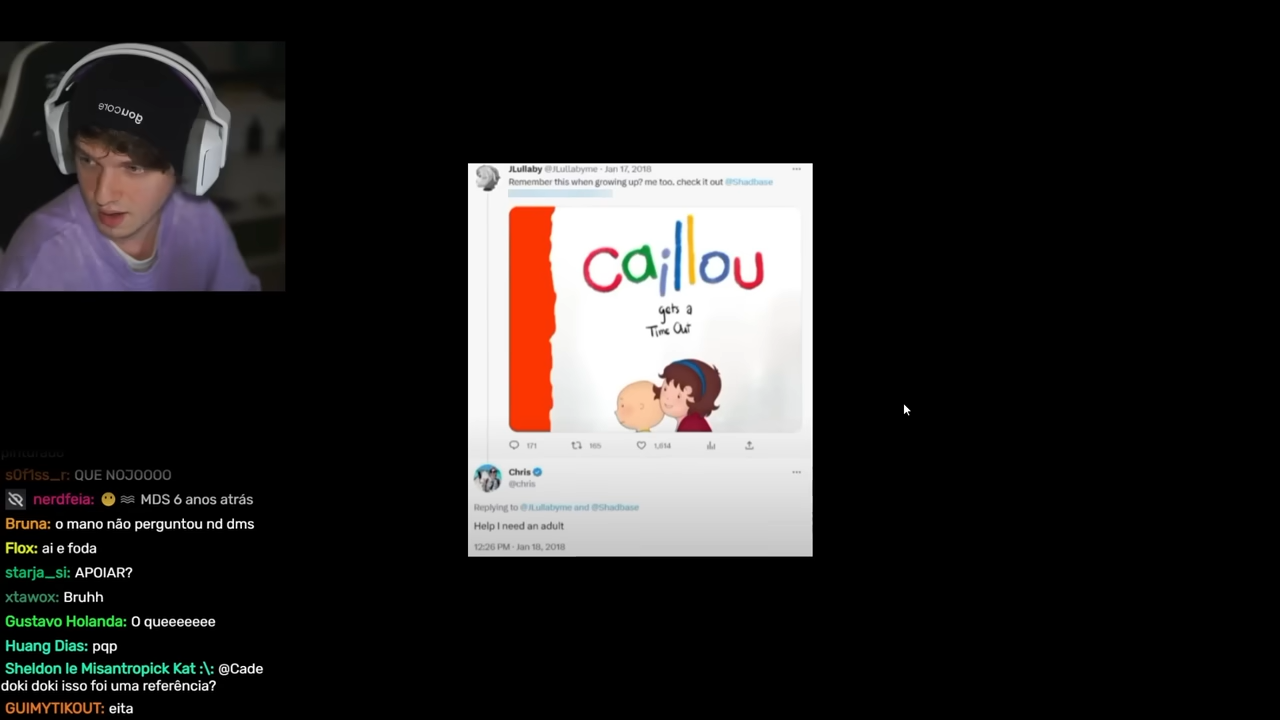 goncore
JLullaby @JLullabyme · Jan 17, 2018
Remember this when growing up? me too. check it out @Shadbase
caillou
gets a
Time Out
171 165 1,614
Chris
@chris
Replying to @JLullabyme and @Shadbase
Help I need an adult
12:26 PM · Jan 18, 2018
pinturado
s0f1ss_r: QUE NOJOOOO
nerdfeia: MDS 6 anos atrás
Bruna: o mano não perguntou nd dms
Flox: ai e foda
starja_si: APOIAR?
xtawox: Bruhh
Gustavo Holanda: O queeeeeee
Huang Dias: pqp
Sheldon le Misantropick Kat :\: @Cade
doki doki isso foi uma referência?
GUIMYTIKOUT: eita